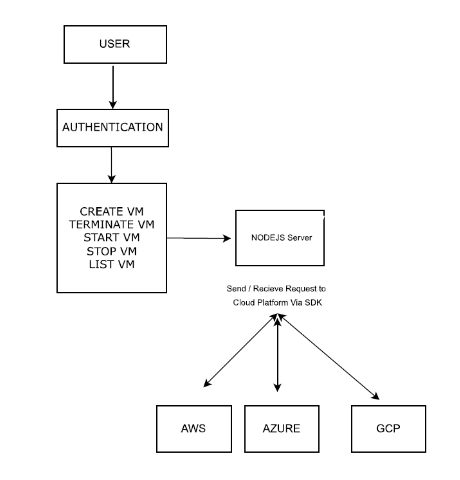 USER
AUTHENTICATION
CREATE VM
TERMINATE VM
START VM
STOP VM
LIST VM
NODEJS Server
Send / Recieve Request to
Cloud Platform Via SDK
AWS
AZURE
GCP